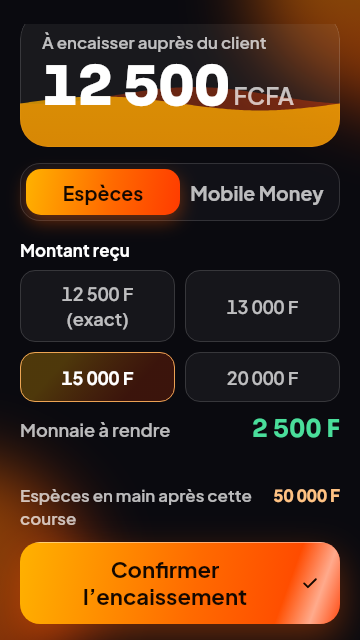 À encaisser auprès du client
12 500 FCFA
Espèces
Mobile Money
Montant reçu
12 500 F
(exact)
13 000 F
15 000 F
20 000 F
Monnaie à rendre
2 500 F
Espèces en main après cette
course
50 000 F
Confirmer
l’encaissement